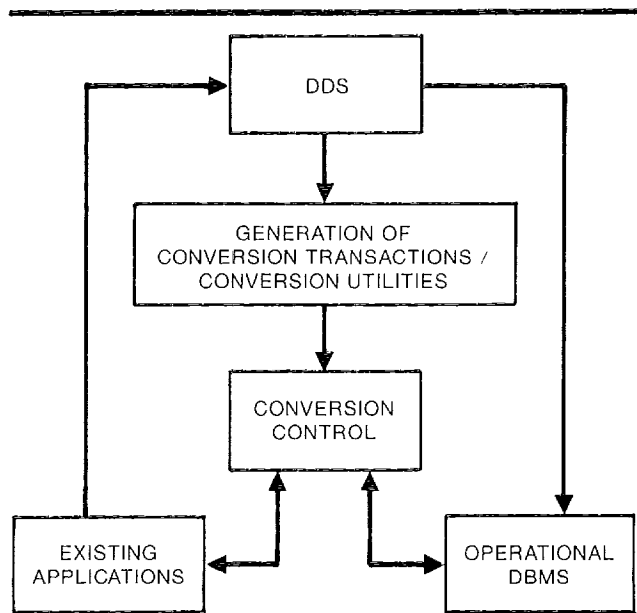 DDS
GENERATION OF
CONVERSION TRANSACTIONS /
CONVERSION UTILITIES
CONVERSION
CONTROL
EXISTING
APPLICATIONS
OPERATIONAL
DBMS